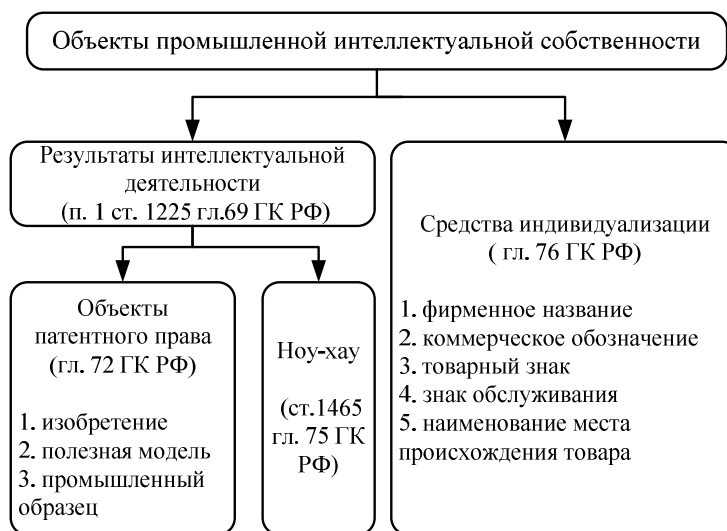 Объекты промышленной интеллектуальной собственности
Результаты интеллектуальной
деятельности
(п. 1 ст. 1225 гл.69 ГК РФ)
Объекты
патентного права
(гл. 72 ГК РФ)
1. изобретение
2. полезная модель
3. промышленный
образец
Ноу-хау
(ст.1465
гл. 75 ГК
РФ)
Средства индивидуализации
( гл. 76 ГК РФ)
1. фирменное название
2. коммерческое обозначение
3. товарный знак
4. знак обслуживания
5. наименование места
происхождения товара